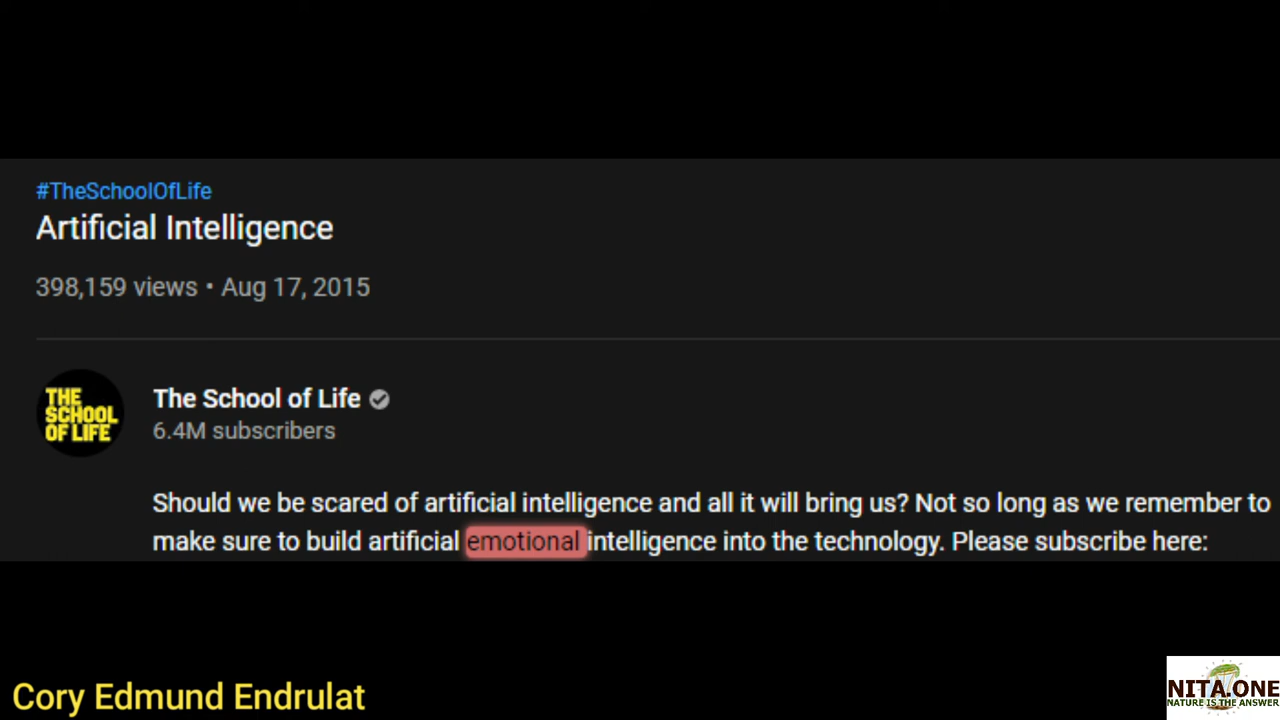 #TheSchoolOfLife
Artificial Intelligence
398,159 views • Aug 17, 2015
THE
SCHOOL
OF LIFE
The School of Life
6.4M subscribers
Should we be scared of artificial intelligence and all it will bring us? Not so long as we remember to
make sure to build artificial emotional intelligence into the technology. Please subscribe here:
Cory Edmund Endrulat
NITA.ONE
NATURE IS THE ANSWER